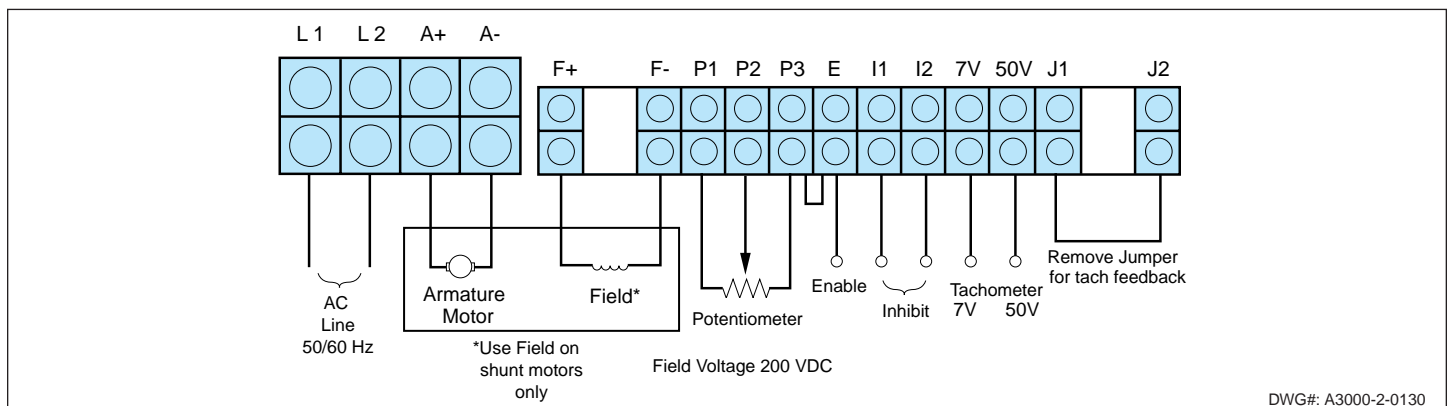 L 1 L 2 A+ A-
F+ F- P1 P2 P3 E I1 I2 7V 50V J1 J2
AC
Line
50/60 Hz
Armature
Motor
Field*
*Use Field on
shunt motors
only
Potentiometer
Field Voltage 200 VDC
Enable
Inhibit
Tachometer
7V 50V
Remove Jumper
for tach feedback
DWG#: A3000-2-0130